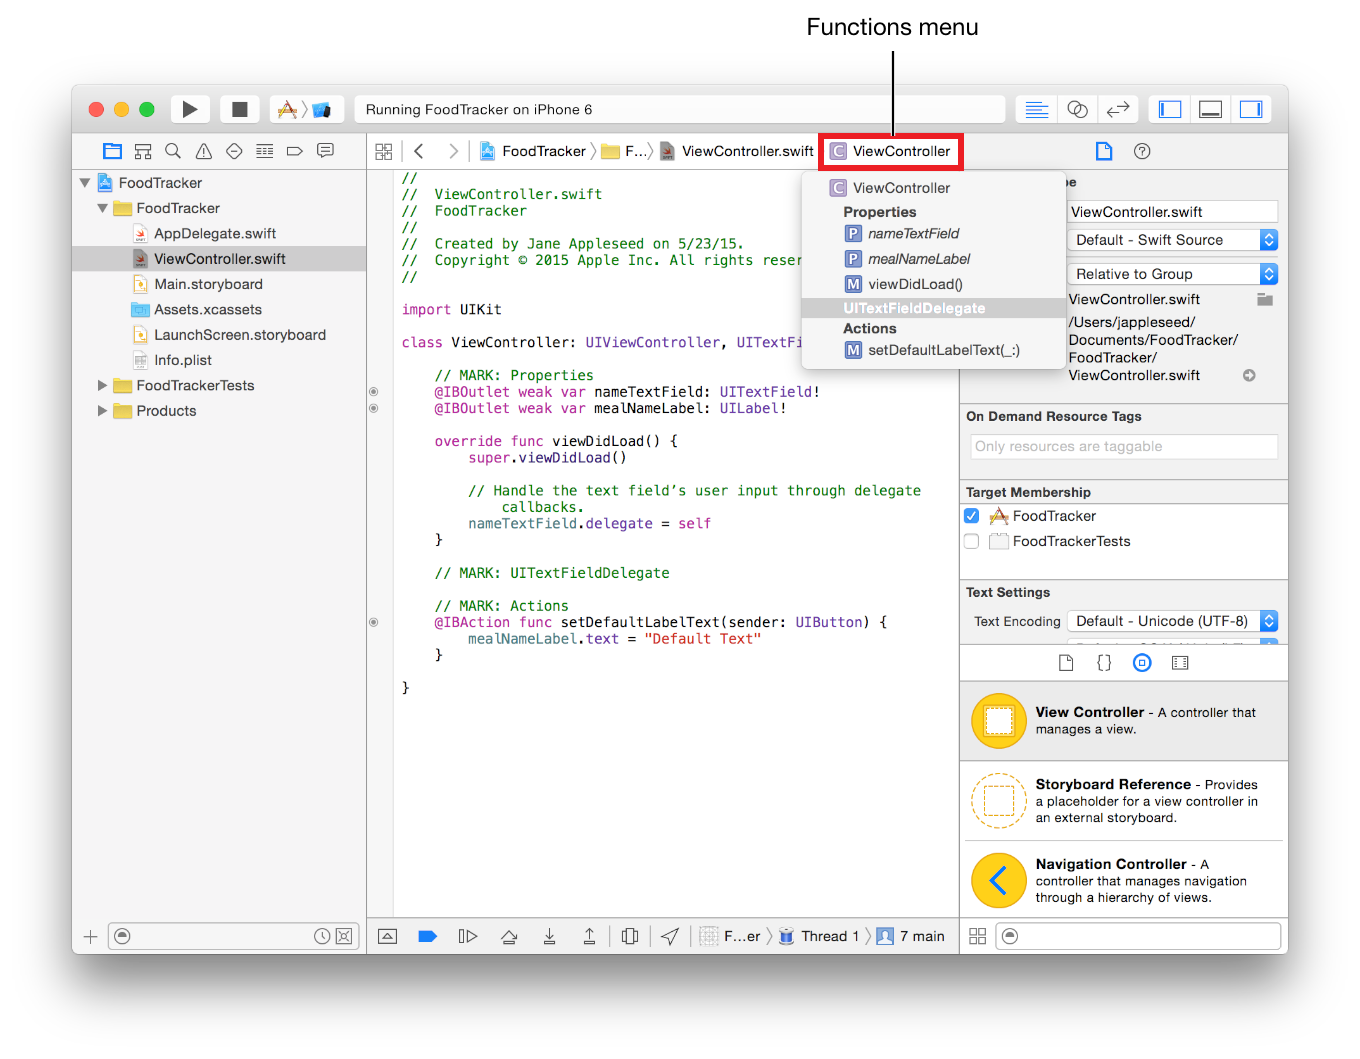 Functions menu
Running FoodTracker on iPhone 6
FoodTracker
F...
ViewController.swift
C ViewController
FoodTracker
FoodTracker
AppDelegate.swift
ViewController.swift
Main.storyboard
Assets.xcassets
LaunchScreen.storyboard
Info.plist
FoodTrackerTests
Products
//
//  ViewController.swift
//  FoodTracker
//
//  Created by Jane Appleseed on 5/23/15.
//  Copyright © 2015 Apple Inc. All rights reser
//
import UIKit
class ViewController: UIViewController, UITextFi
// MARK: Properties
@IBOutlet weak var nameTextField: UITextField!
@IBOutlet weak var mealNameLabel: UILabel!
override func viewDidLoad() {
super.viewDidLoad()
// Handle the text field's user input through delegate
callbacks.
nameTextField.delegate = self
}
// MARK: UITextFieldDelegate
// MARK: Actions
@IBAction func setDefaultLabelText(sender: UIButton) {
mealNameLabel.text = "Default Text"
}
}
C ViewController
Properties
P nameTextField
P mealNameLabel
M viewDidLoad()
UITextFieldDelegate
Actions
M setDefaultLabelText(_:)
pe
ViewController.swift
Default - Swift Source
Relative to Group
ViewController.swift
/Users/jappleseed/
Documents/FoodTracker/
FoodTracker/
ViewController.swift
On Demand Resource Tags
Only resources are taggable
Target Membership
FoodTracker
FoodTrackerTests
Text Settings
Text Encoding
Default - Unicode (UTF-8)
{}
View Controller - A controller that
manages a view.
Storyboard Reference - Provides
a placeholder for a view controller in
an external storyboard.
Navigation Controller - A
controller that manages navigation
through a hierarchy of views.
F...er
Thread 1
7 main